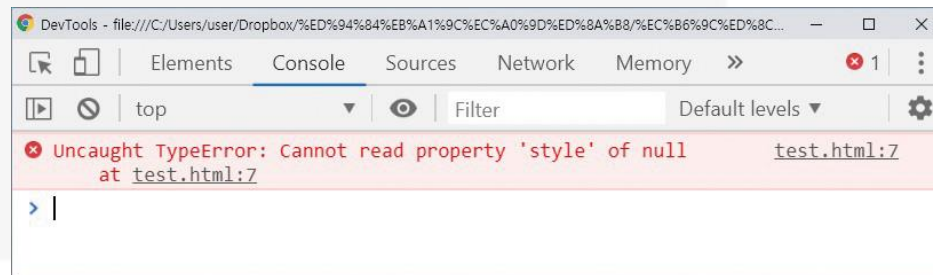 DevTools - file:///C:/Users/user/Dropbox/%ED%94%84%EB%A1%9C%EC%A0%9D%ED%8A%B8/%EC%B6%9C%ED%8C...
Elements Console Sources Network Memory » 1
top Filter Default levels ▼
Uncaught TypeError: Cannot read property 'style' of null test.html:7
at test.html:7
>